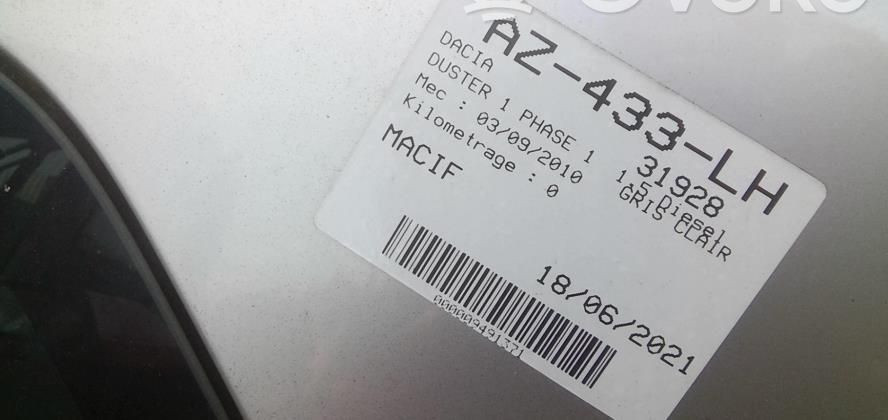 AZ-433-LH
DACIA
31928
DUSTER 1 PHASE 1
1.5 Diesel
Mec : 03/09/2010
GRIS CLAIR
Kilometrage : 0
MACIF
18/06/2021
000009491371